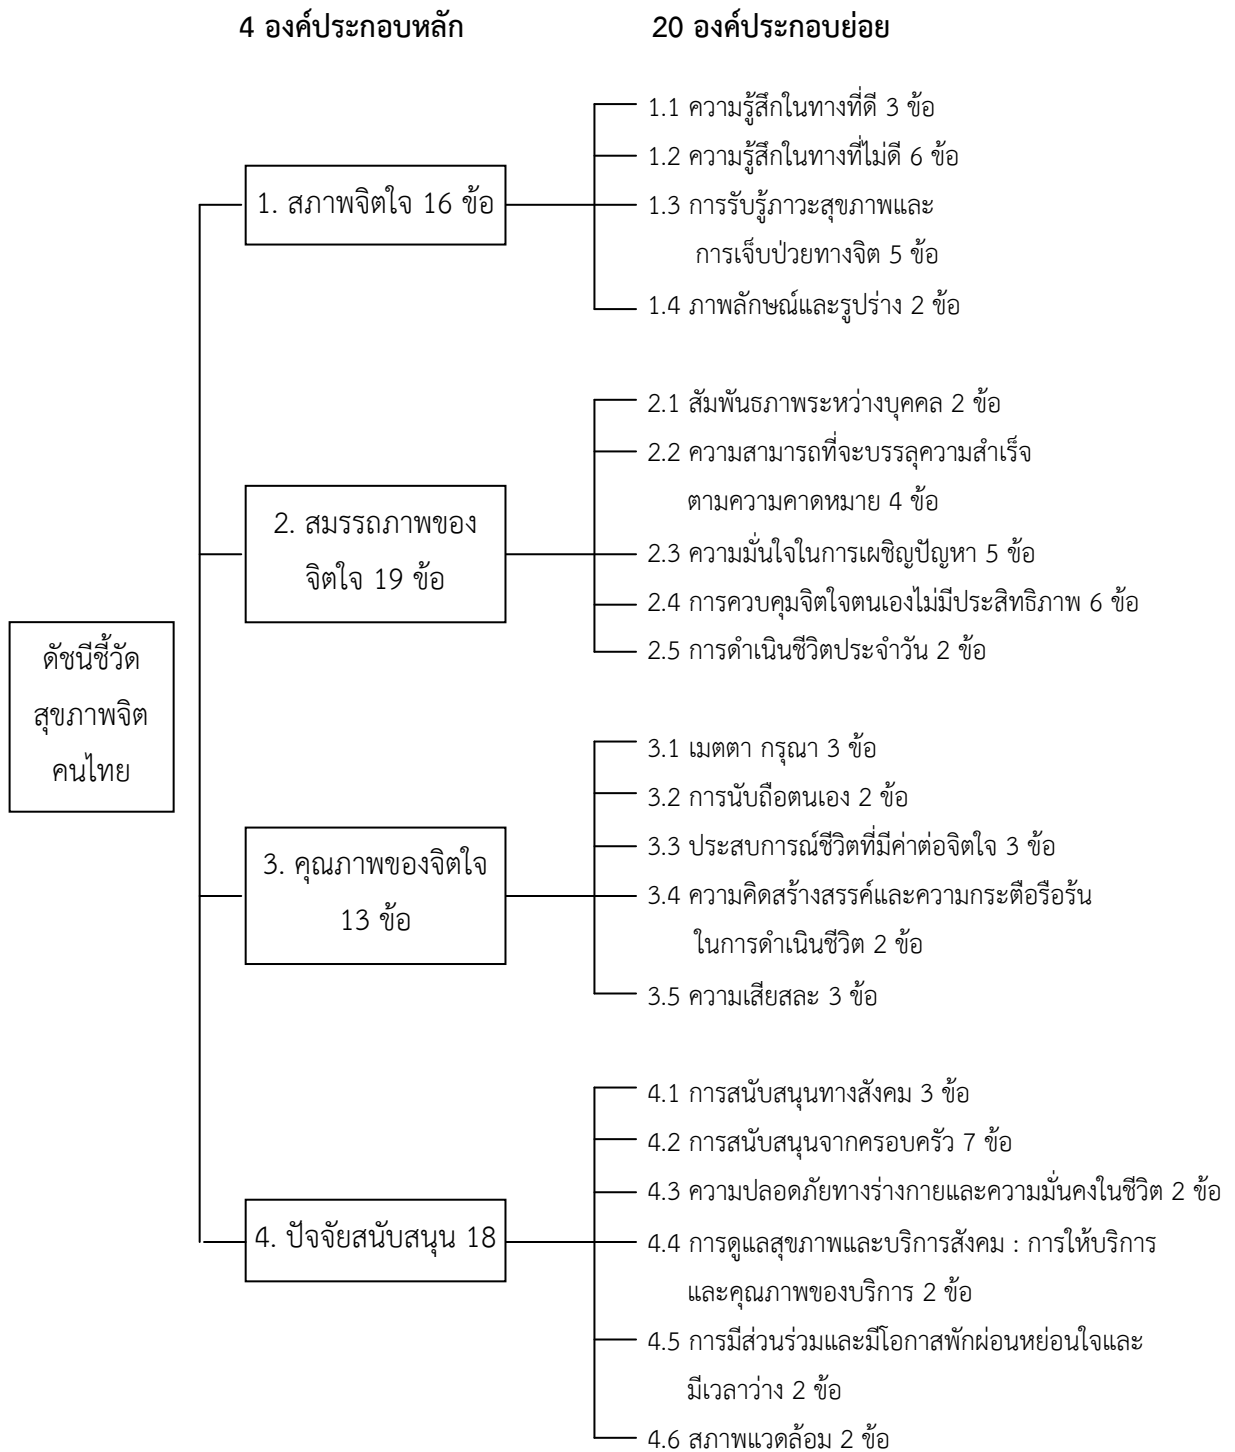 4 องค์ประกอบหลัก
20 องค์ประกอบย่อย
ดัชนีชี้วัด
สุขภาพจิต
คนไทย
1. สภาพจิตใจ 16 ข้อ
1.1 ความรู้สึกในทางที่ดี 3 ข้อ
1.2 ความรู้สึกในทางที่ไม่ดี 6 ข้อ
1.3 การรับรู้ภาวะสุขภาพและ
การเจ็บป่วยทางจิต 5 ข้อ
1.4 ภาพลักษณ์และรูปร่าง 2 ข้อ
2. สมรรถภาพของ
จิตใจ 19 ข้อ
2.1 สัมพันธภาพระหว่างบุคคล 2 ข้อ
2.2 ความสามารถที่จะบรรลุความสำเร็จ
ตามความคาดหมาย 4 ข้อ
2.3 ความมั่นใจในการเผชิญปัญหา 5 ข้อ
2.4 การควบคุมจิตใจตนเองไม่มีประสิทธิภาพ 6 ข้อ
2.5 การดำเนินชีวิตประจำวัน 2 ข้อ
3. คุณภาพของจิตใจ
13 ข้อ
3.1 เมตตา กรุณา 3 ข้อ
3.2 การนับถือตนเอง 2 ข้อ
3.3 ประสบการณ์ชีวิตที่มีค่าต่อจิตใจ 3 ข้อ
3.4 ความคิดสร้างสรรค์และความกระตือรือร้น
ในการดำเนินชีวิต 2 ข้อ
3.5 ความเสียสละ 3 ข้อ
4. ปัจจัยสนับสนุน 18
4.1 การสนับสนุนทางสังคม 3 ข้อ
4.2 การสนับสนุนจากครอบครัว 7 ข้อ
4.3 ความปลอดภัยทางร่างกายและความมั่นคงในชีวิต 2 ข้อ
4.4 การดูแลสุขภาพและบริการสังคม : การให้บริการ
และคุณภาพของบริการ 2 ข้อ
4.5 การมีส่วนร่วมและมีโอกาสพักผ่อนหย่อนใจและ
มีเวลาว่าง 2 ข้อ
4.6 สภาพแวดล้อม 2 ข้อ